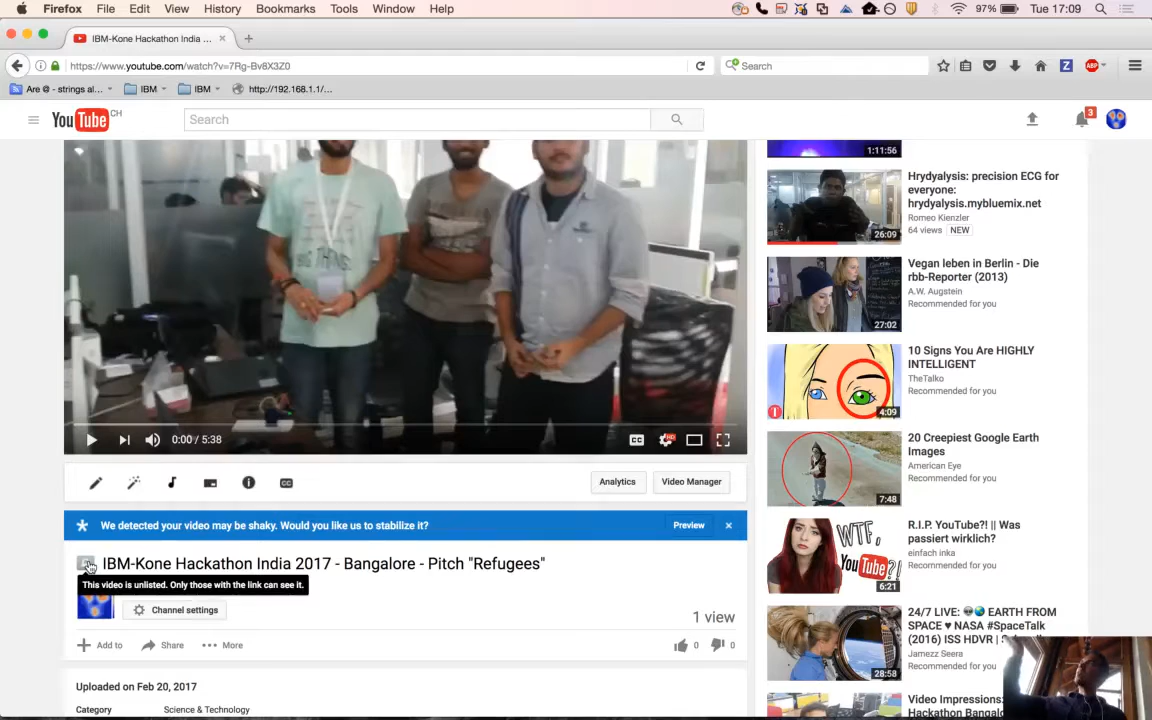 Firefox File Edit View History Bookmarks Tools Window Help 97% Tue 17:09
IBM-Kone Hackathon India ...
https://www.youtube.com/watch?v=7Rg-Bv8X3Z0 Search Z ABP
Are @ - strings al... IBM IBM http://192.168.1.1/...
YouTube CH Search 3
1:11:56
Hrydyalysis: precision ECG for
everyone:
hrydyalysis.mybluemix.net
Romeo Kienzler
64 views NEW
26:09
Vegan leben in Berlin - Die
rbb-Reporter (2013)
A.W. Augstein
Recommended for you
27:02
10 Signs You Are HIGHLY
INTELLIGENT
TheTalko
Recommended for you
4:09
20 Creepiest Google Earth
Images
American Eye
Recommended for you
7:48
R.I.P. YouTube?! || Was
passiert wirklich?
einfach inka
Recommended for you
WTF,
You Tube?!
6:21
24/7 LIVE: EARTH FROM
SPACE ♥ NASA #SpaceTalk
(2016) ISS HDVR |
Jamezz Seera
Recommended for you
28:58
Video Impressions:
Hackathon Bangal
BIG THING.
0:00 / 5:38 CC HD
CC Analytics Video Manager
We detected your video may be shaky. Would you like us to stabilize it? Preview
IBM-Kone Hackathon India 2017 - Bangalore - Pitch "Refugees"
This video is unlisted. Only those with the link can see it.
Channel settings
1 view
Add to Share More 0 0
Uploaded on Feb 20, 2017
Category Science & Technology